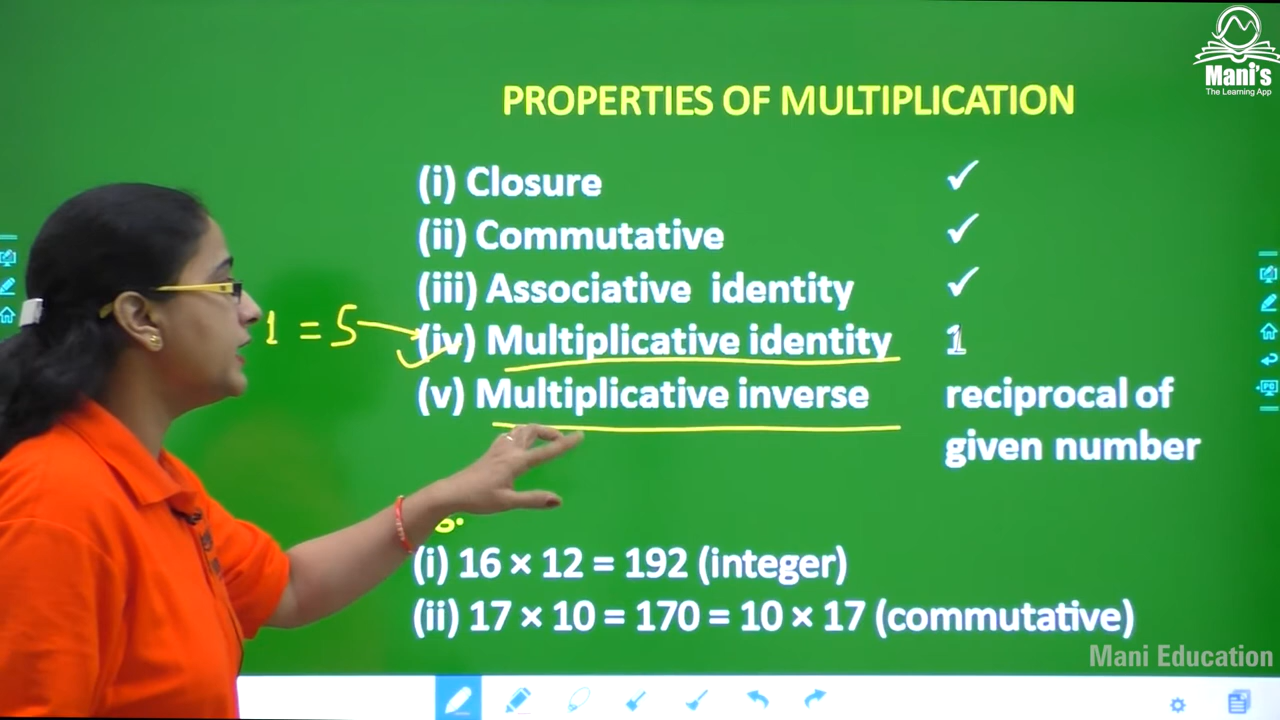 Mani's
The Learning App
PROPERTIES OF MULTIPLICATION
(i) Closure ✓
(ii) Commutative ✓
(iii) Associative identity ✓
1 = 5
(iv) Multiplicative identity 1
(v) Multiplicative inverse reciprocal of
given number
(i) 16 × 12 = 192 (integer)
(ii) 17 × 10 = 170 = 10 × 17 (commutative)
Mani Education